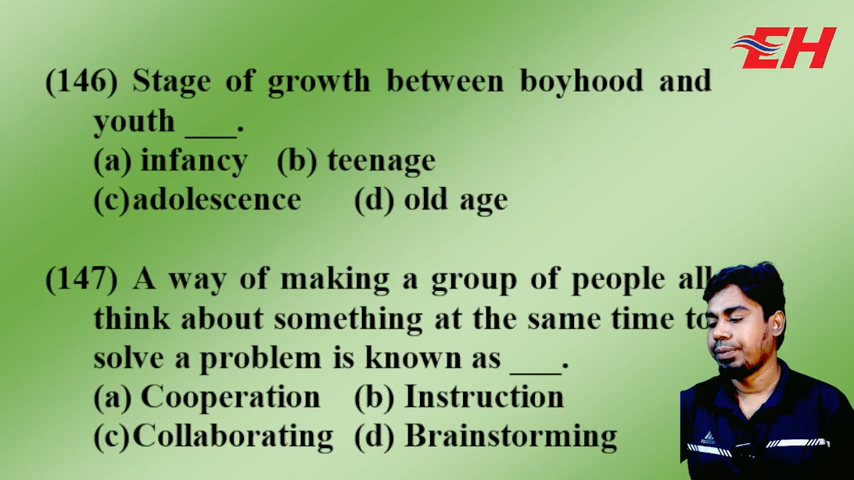 EH
(146) Stage of growth between boyhood and
youth ___.
(a) infancy (b) teenage
(c)adolescence (d) old age
(147) A way of making a group of people all
think about something at the same time to
solve a problem is known as ___.
(a) Cooperation (b) Instruction
(c)Collaborating (d) Brainstorming